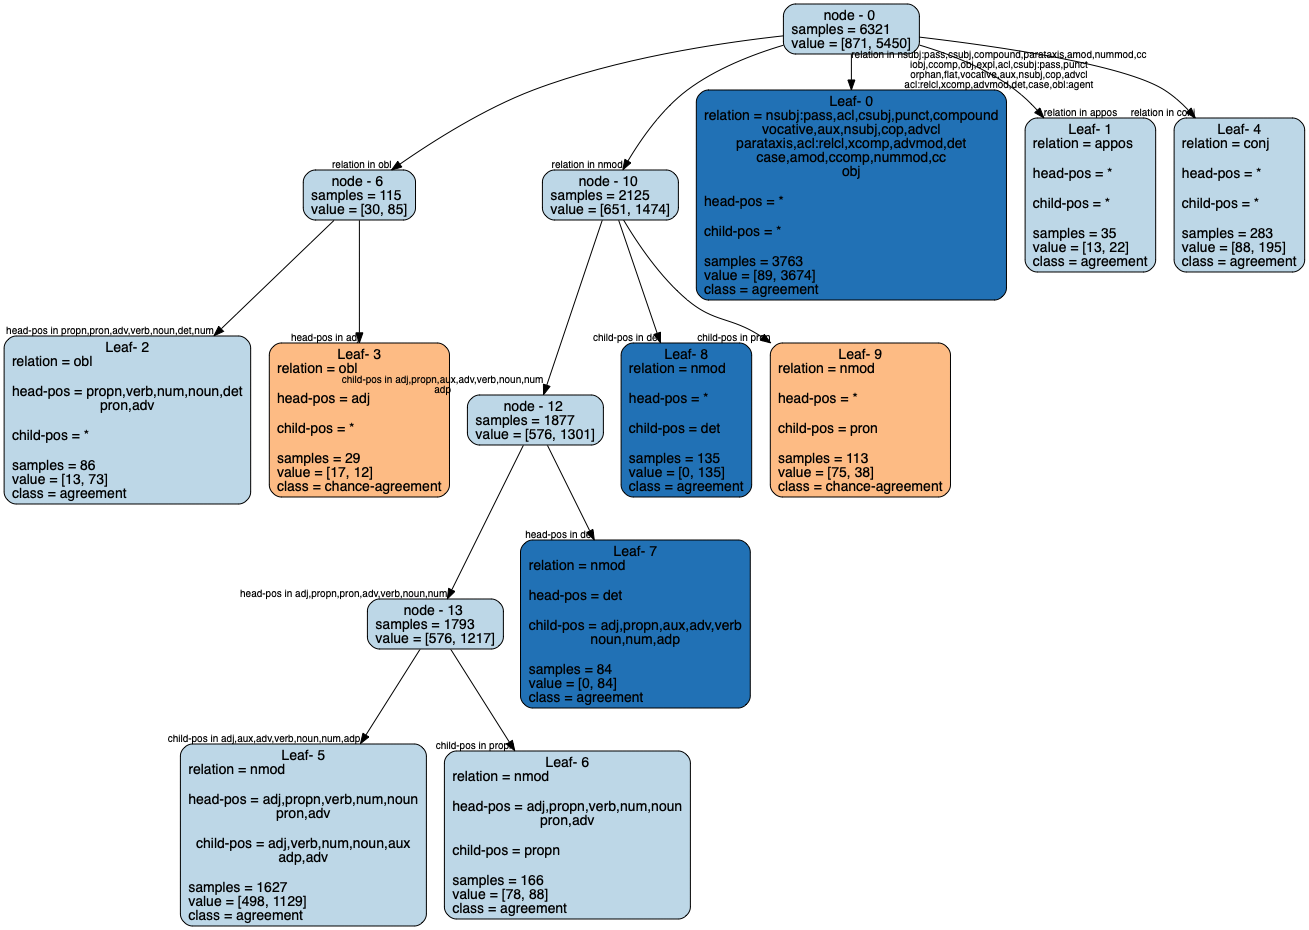 node - 0
samples = 6321
value = [871, 5450]
relation in nsubj:pass,csubj,compound,parataxis,amod,nummod,cc
iobj,ccomp,obj,expl,acl,csubj:pass,punct
orphan,flat,vocative,aux,nsubj,cop,advcl
acl:relcl,xcomp,advmod,det,case,obl:agent
Leaf- 0
relation = nsubj:pass,acl,csubj,punct,compound
vocative,aux,nsubj,cop,advcl
parataxis,acl:relcl,xcomp,advmod,det
case,amod,ccomp,nummod,cc
obj
head-pos = *
child-pos = *
samples = 3763
value = [89, 3674]
class = agreement
relation in appos
Leaf- 1
relation = appos
head-pos = *
child-pos = *
samples = 35
value = [13, 22]
class = agreement
relation in conj
Leaf- 4
relation = conj
head-pos = *
child-pos = *
samples = 283
value = [88, 195]
class = agreement
relation in obl
node - 6
samples = 115
value = [30, 85]
relation in nmod
node - 10
samples = 2125
value = [651, 1474]
head-pos in propn,pron,adv,verb,noun,det,num
Leaf- 2
relation = obl
head-pos = propn,verb,num,noun,det
pron,adv
child-pos = *
samples = 86
value = [13, 73]
class = agreement
head-pos in adj
Leaf- 3
relation = obl
head-pos = adj
child-pos = *
samples = 29
value = [17, 12]
class = chance-agreement
child-pos in adj,propn,aux,adv,verb,noun,num
adp
node - 12
samples = 1877
value = [576, 1301]
child-pos in det
Leaf- 8
relation = nmod
head-pos = *
child-pos = det
samples = 135
value = [0, 135]
class = agreement
child-pos in pron
Leaf- 9
relation = nmod
head-pos = *
child-pos = pron
samples = 113
value = [75, 38]
class = chance-agreement
head-pos in adj,propn,pron,adv,verb,noun,num
node - 13
samples = 1793
value = [576, 1217]
head-pos in det
Leaf- 7
relation = nmod
head-pos = det
child-pos = adj,propn,aux,adv,verb
noun,num,adp
samples = 84
value = [0, 84]
class = agreement
child-pos in adj,aux,adv,verb,noun,num,adp
Leaf- 5
relation = nmod
head-pos = adj,propn,verb,num,noun
pron,adv
child-pos = adj,verb,num,noun,aux
adp,adv
samples = 1627
value = [498, 1129]
class = agreement
child-pos in propn
Leaf- 6
relation = nmod
head-pos = adj,propn,verb,num,noun
pron,adv
child-pos = propn
samples = 166
value = [78, 88]
class = agreement